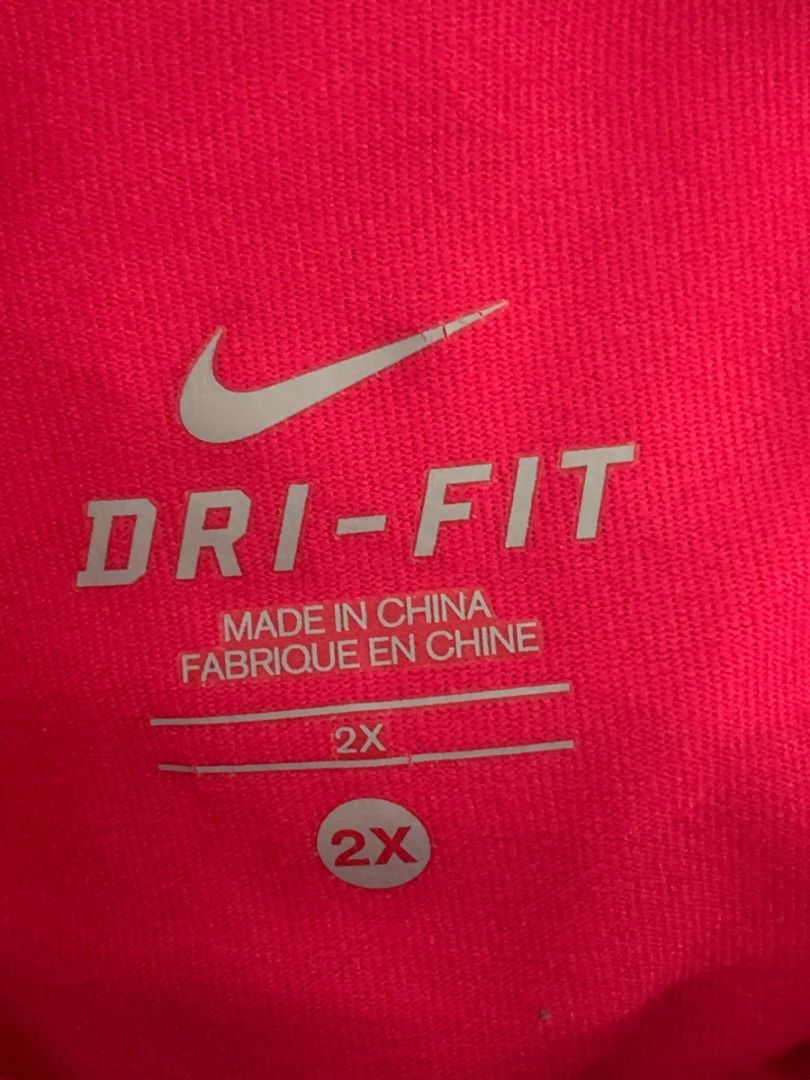 DRI-FIT
MADE IN CHINA
FABRIQUE EN CHINE
2X
2X